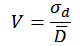 V = σ_d / D̅